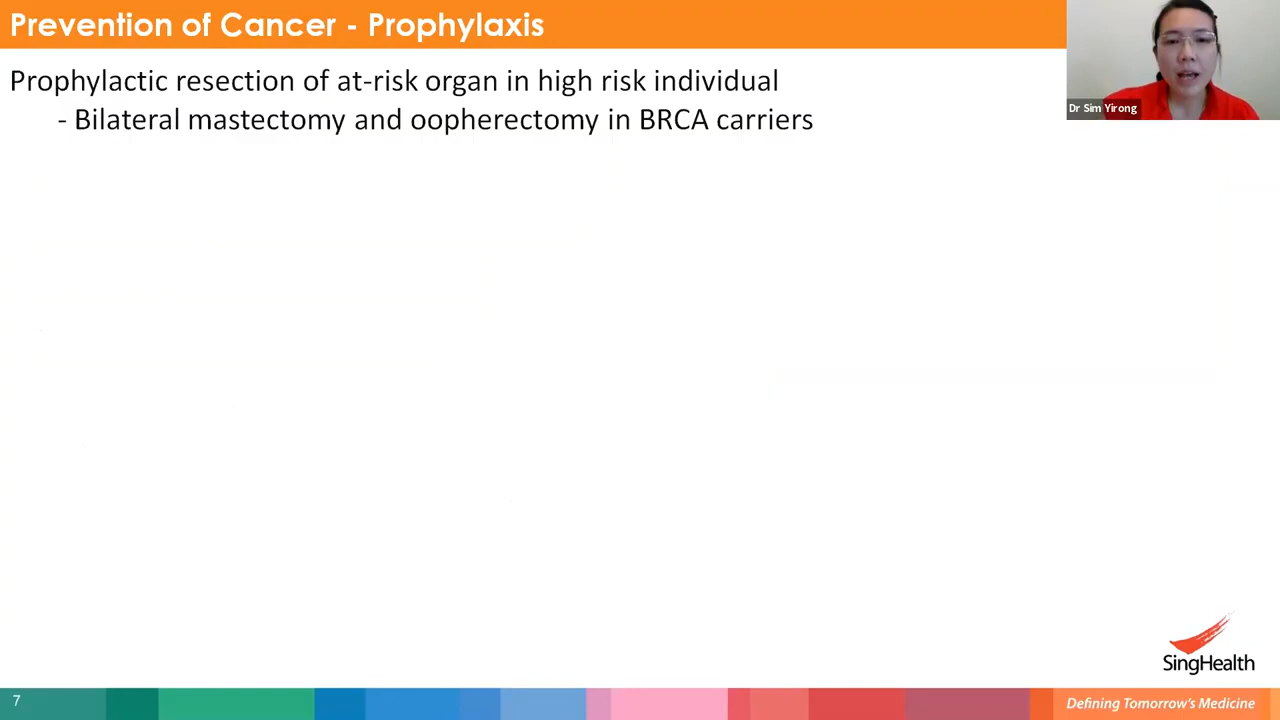 Prevention of Cancer - Prophylaxis
Dr Sim Yirong
Prophylactic resection of at-risk organ in high risk individual
- Bilateral mastectomy and oopherectomy in BRCA carriers
SingHealth
7
Defining Tomorrow's Medicine